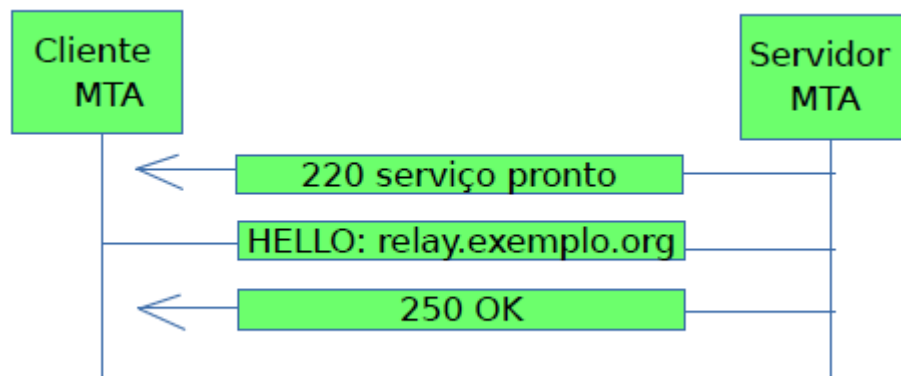 Cliente
MTA
Servidor
MTA
220 serviço pronto
HELLO: relay.exemplo.org
250 OK